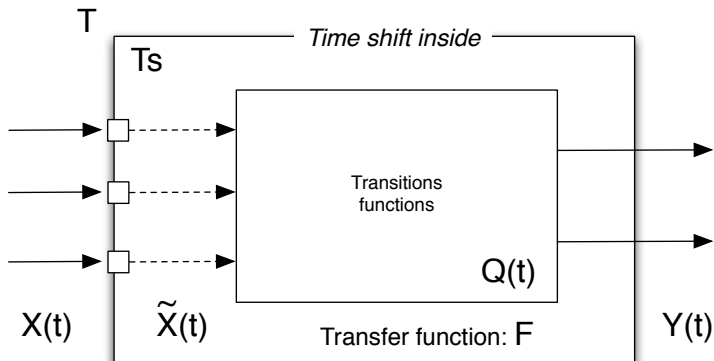 T
Time shift inside
Ts
Transitions
functions
Q(t)
X(t)
X̃(t)
Transfer function: F
Y(t)